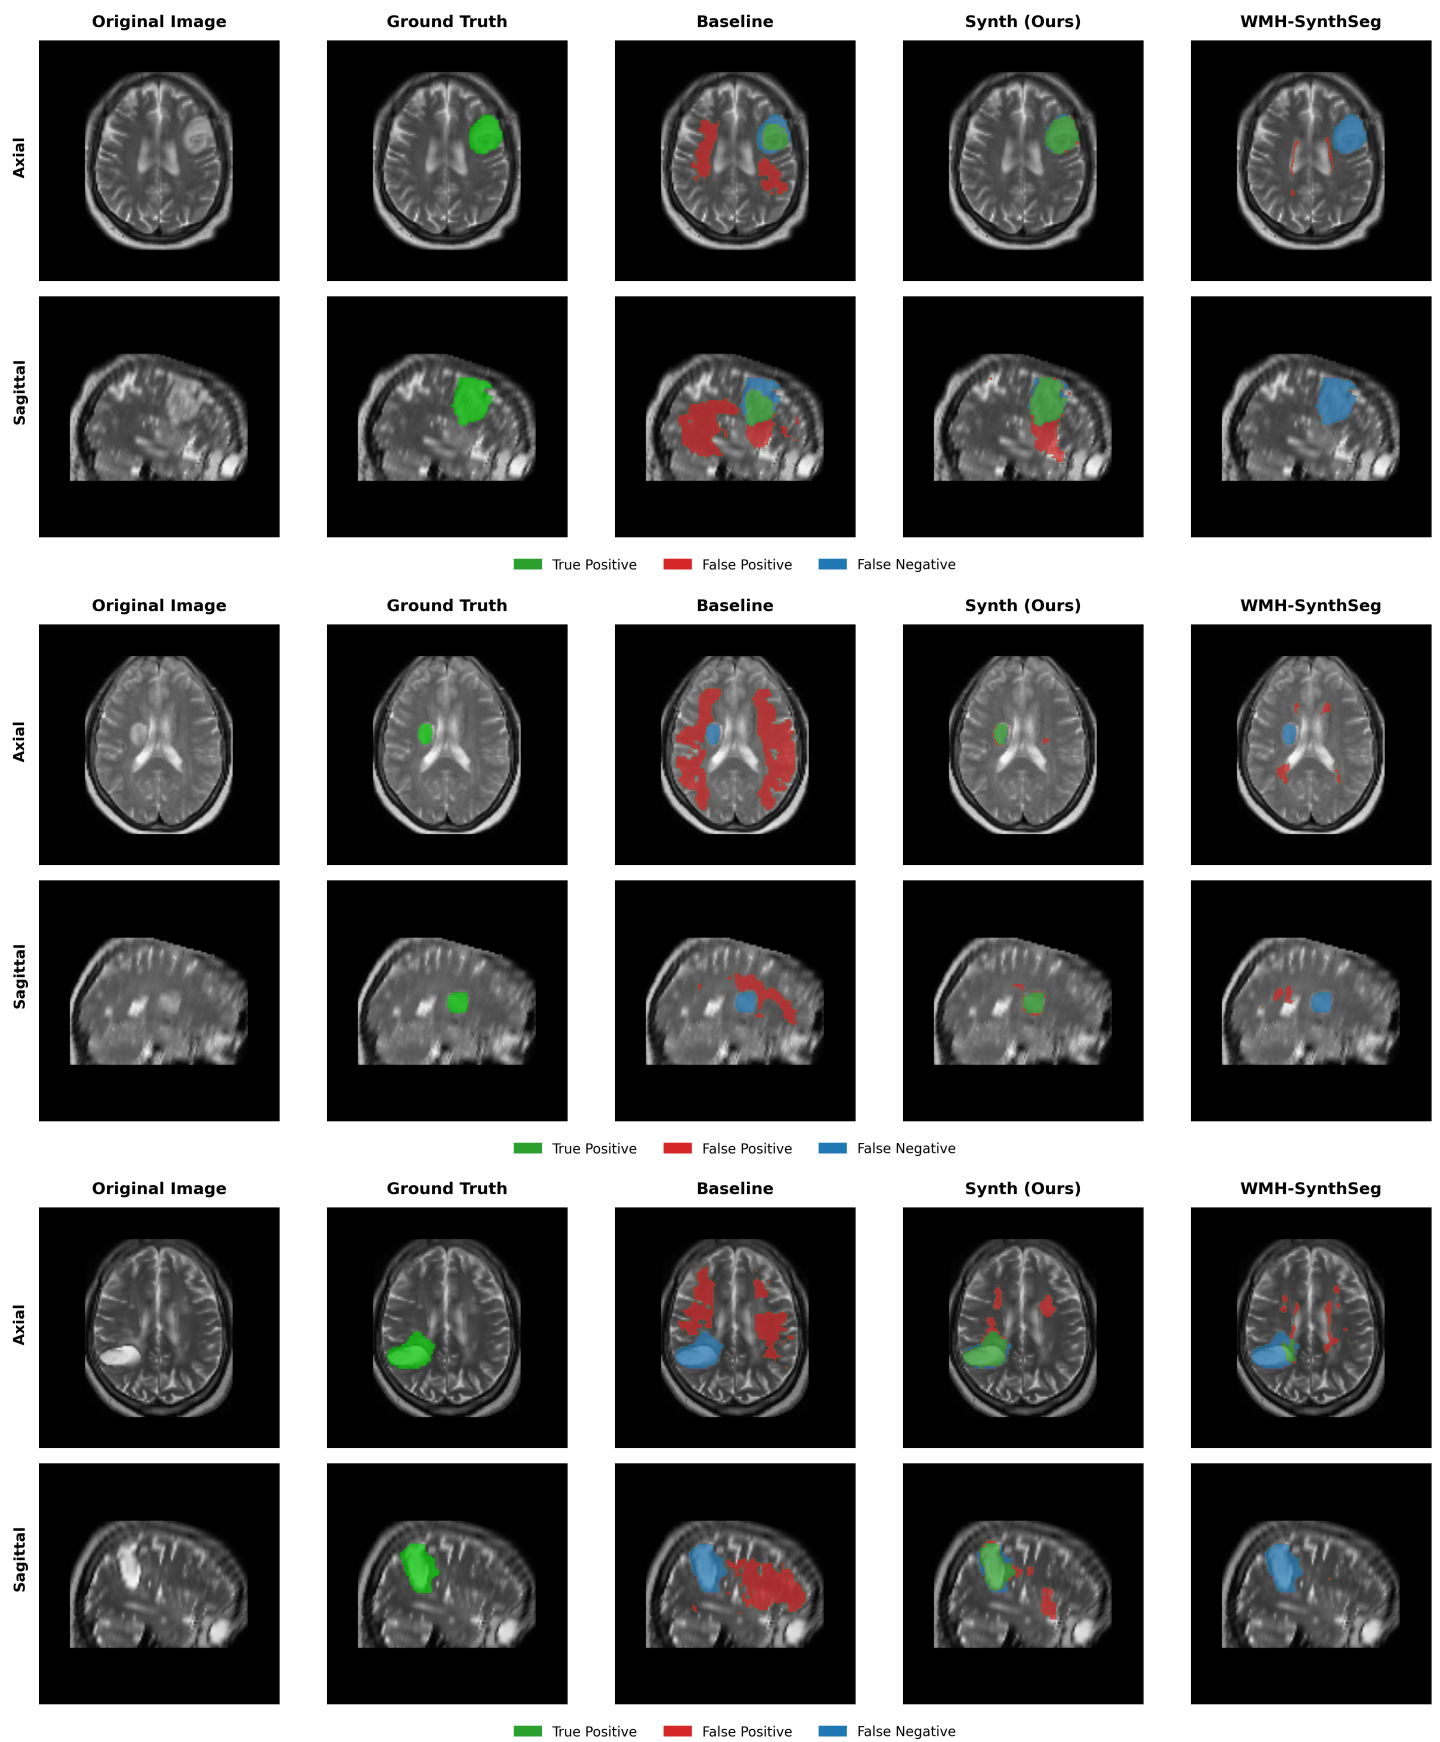 Original Image Ground Truth Baseline Synth (Ours) WMH-SynthSeg
Axial
Sagittal
True Positive False Positive False Negative
Original Image Ground Truth Baseline Synth (Ours) WMH-SynthSeg
Axial
Sagittal
True Positive False Positive False Negative
Original Image Ground Truth Baseline Synth (Ours) WMH-SynthSeg
Axial
Sagittal
True Positive False Positive False Negative